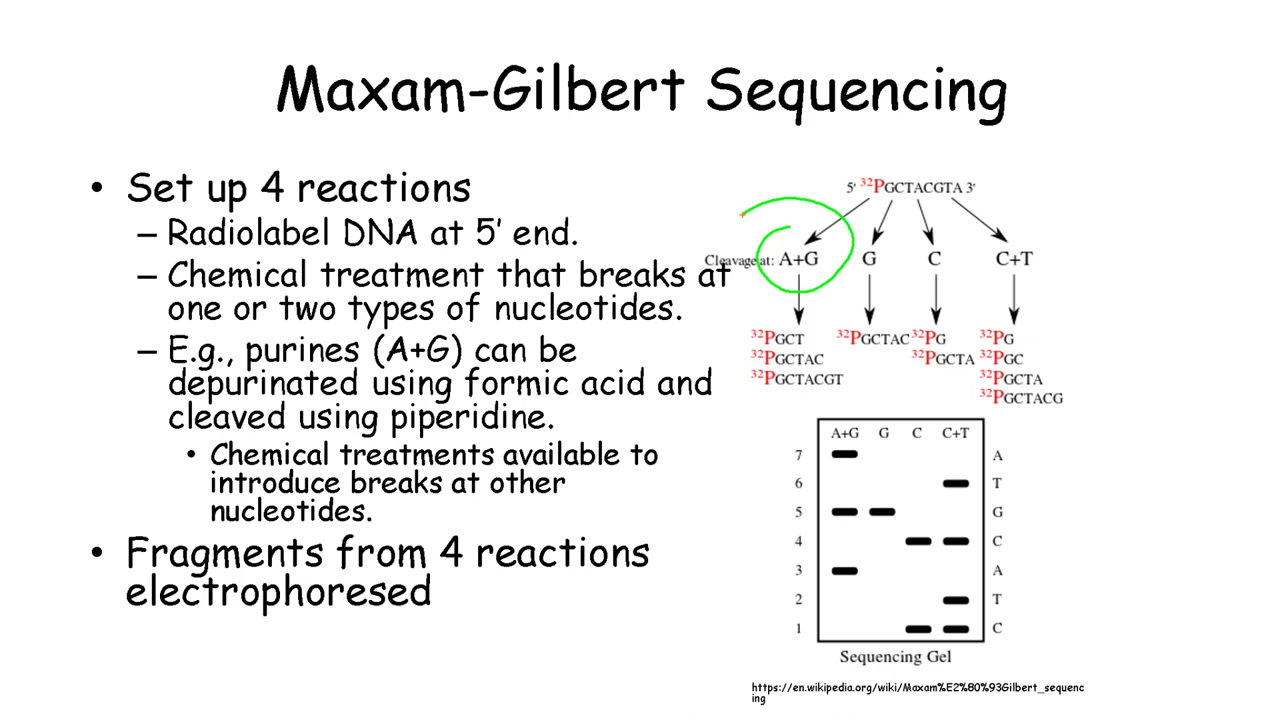 Maxam-Gilbert Sequencing
• Set up 4 reactions
– Radiolabel DNA at 5' end.
– Chemical treatment that breaks at
one or two types of nucleotides.
– E.g., purines (A+G) can be
depurinated using formic acid and
cleaved using piperidine.
• Chemical treatments available to
introduce breaks at other
nucleotides.
• Fragments from 4 reactions
electrophoresed
5' 32PGCTACGTA 3'
Cleavage at: A+G G C C+T
32PGCT 32PGCTAC 32PG 32PG
32PGCTAC 32PGCTA 32PGC
32PGCTACGT 32PGCTA
32PGCTACG
A+G G C C+T
7 A
6 T
5 G
4 C
3 A
2 T
1 C
Sequencing Gel
https://en.wikipedia.org/wiki/Maxam%E2%80%93Gilbert_sequenc
ing